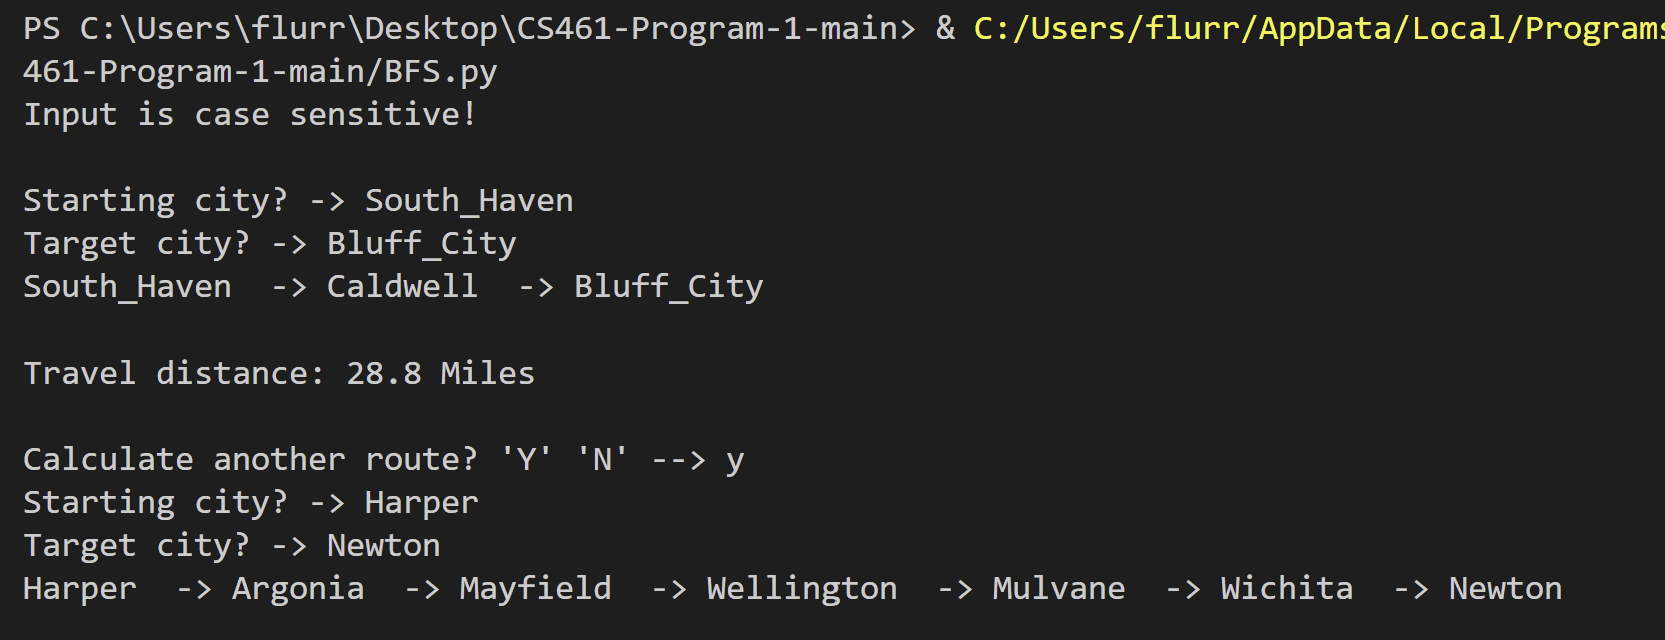 PS C:\Users\flurr\Desktop\CS461-Program-1-main> & C:/Users/flurr/AppData/Local/Programs
461-Program-1-main/BFS.py
Input is case sensitive!
Starting city? -> South_Haven
Target city? -> Bluff_City
South_Haven  -> Caldwell  -> Bluff_City
Travel distance: 28.8 Miles
Calculate another route? 'Y' 'N' --> y
Starting city? -> Harper
Target city? -> Newton
Harper  -> Argonia  -> Mayfield  -> Wellington  -> Mulvane  -> Wichita  -> Newton